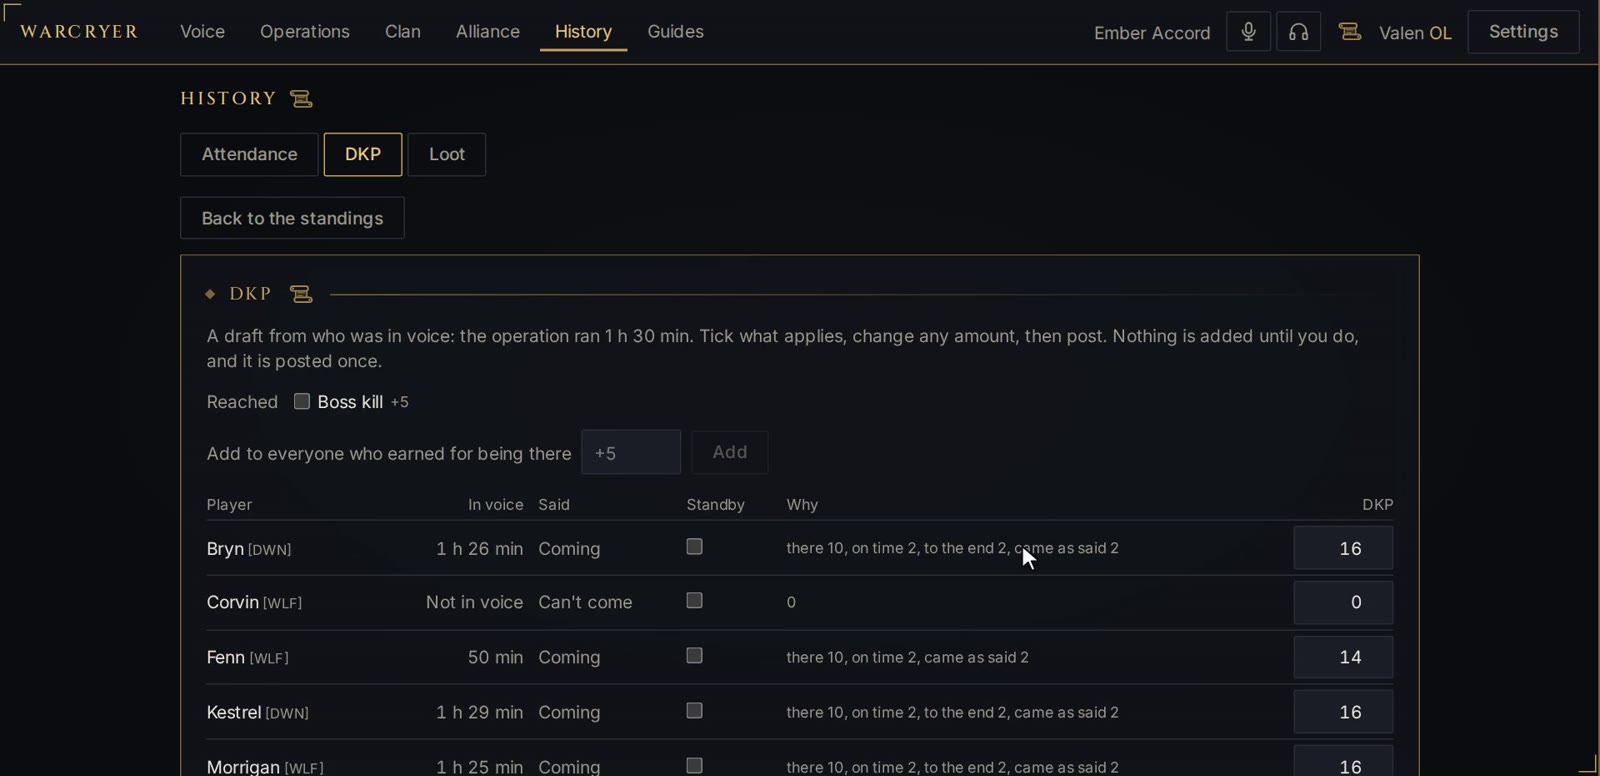 WARCRYER Voice Operations Clan Alliance History Guides Ember Accord Valen OL Settings
HISTORY
Attendance DKP Loot
Back to the standings
DKP
A draft from who was in voice: the operation ran 1 h 30 min. Tick what applies, change any amount, then post. Nothing is added until you do,
and it is posted once.
Reached Boss kill +5
Add to everyone who earned for being there +5 Add
Player In voice Said Standby Why DKP
Bryn [DWN] 1 h 26 min Coming there 10, on time 2, to the end 2, came as said 2 16
Corvin [WLF] Not in voice Can't come 0 0
Fenn [WLF] 50 min Coming there 10, on time 2, came as said 2 14
Kestrel [DWN] 1 h 29 min Coming there 10, on time 2, to the end 2, came as said 2 16
Morrigan [WLF] 1 h 25 min Coming there 10, on time 2, to the end 2, came as said 2 16